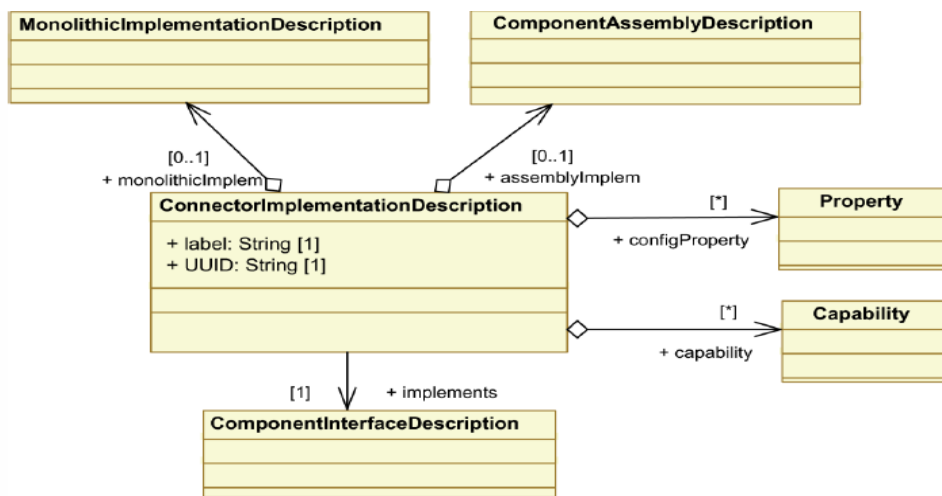 MonolithicImplementationDescription
ComponentAssemblyDescription
[0..1]
+ monolithicImplem
[0..1]
+ assemblyImplem
ConnectorImplementationDescription
+ label: String [1]
+ UUID: String [1]
[*]
+ configProperty
Property
[*]
+ capability
Capability
[1]
+ implements
ComponentInterfaceDescription